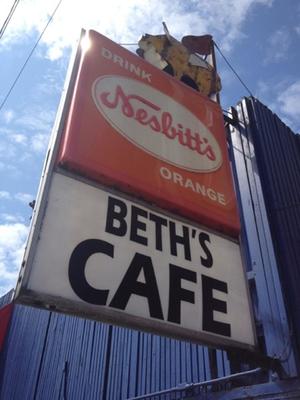 DRINK
Nesbitt's
ORANGE
BETH'S
CAFE